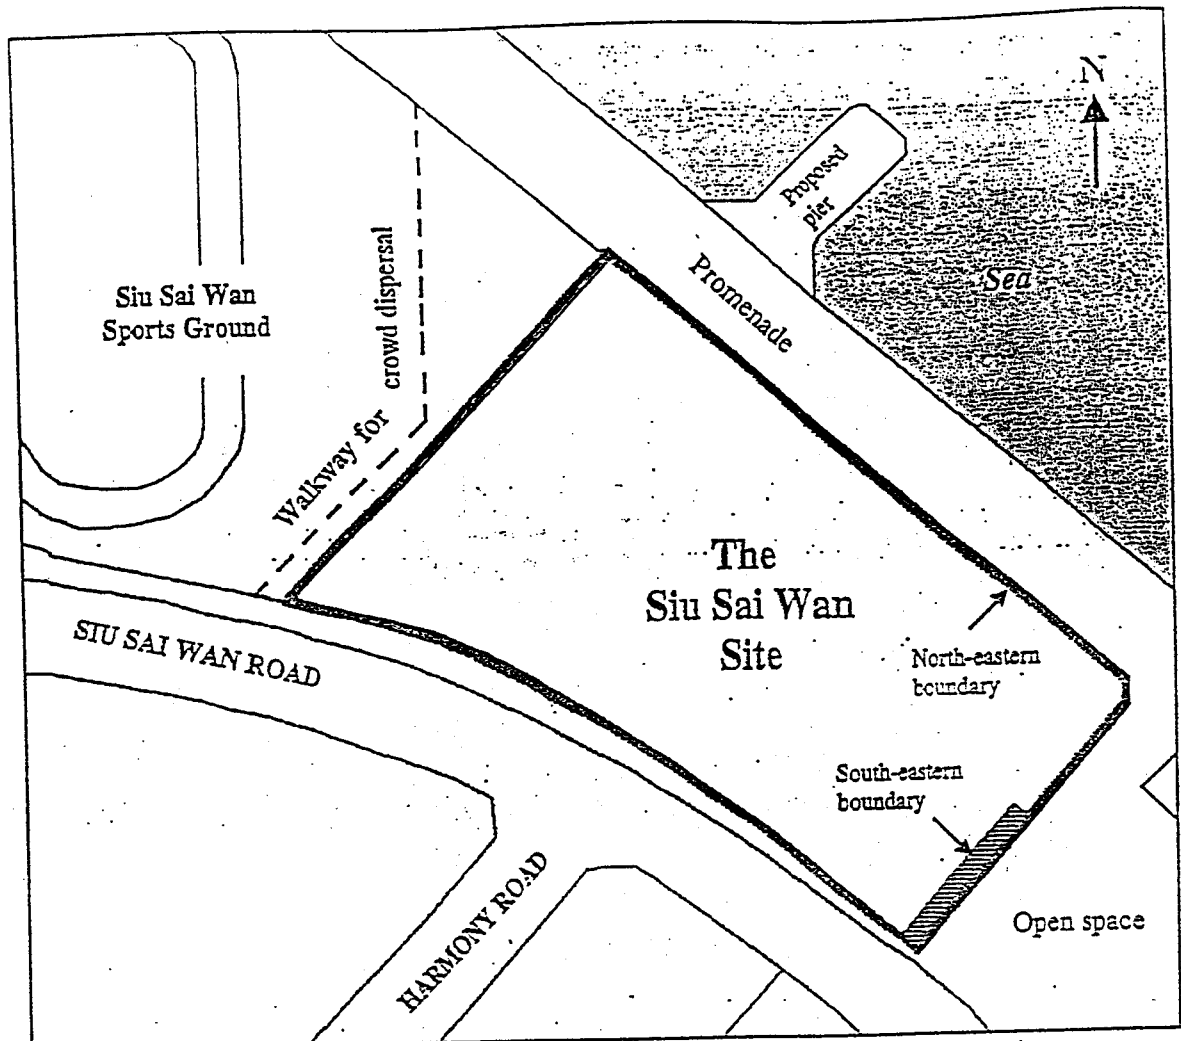 N
Proposed
pier
Sea
Promenade
Siu Sai Wan
Sports Ground
Walkway for
crowd dispersal
The
Siu Sai Wan
Site
North-eastern
boundary
SIU SAI WAN ROAD
South-eastern
boundary
HARMONY ROAD
Open space